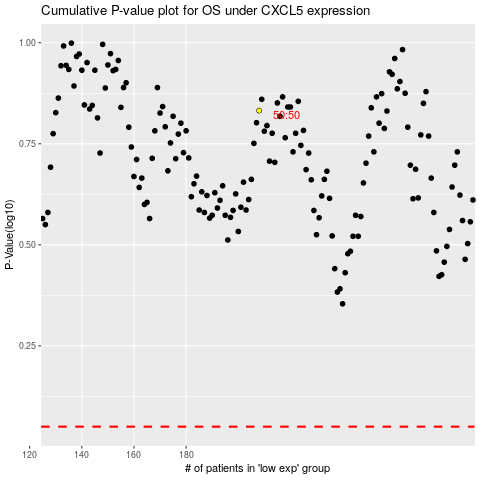 Cumulative P-value plot for OS under CXCL5 expression
P-Value(log10)
1.00
0.75
0.50
0.25
50:50
120 140 160 180
# of patients in 'low exp' group